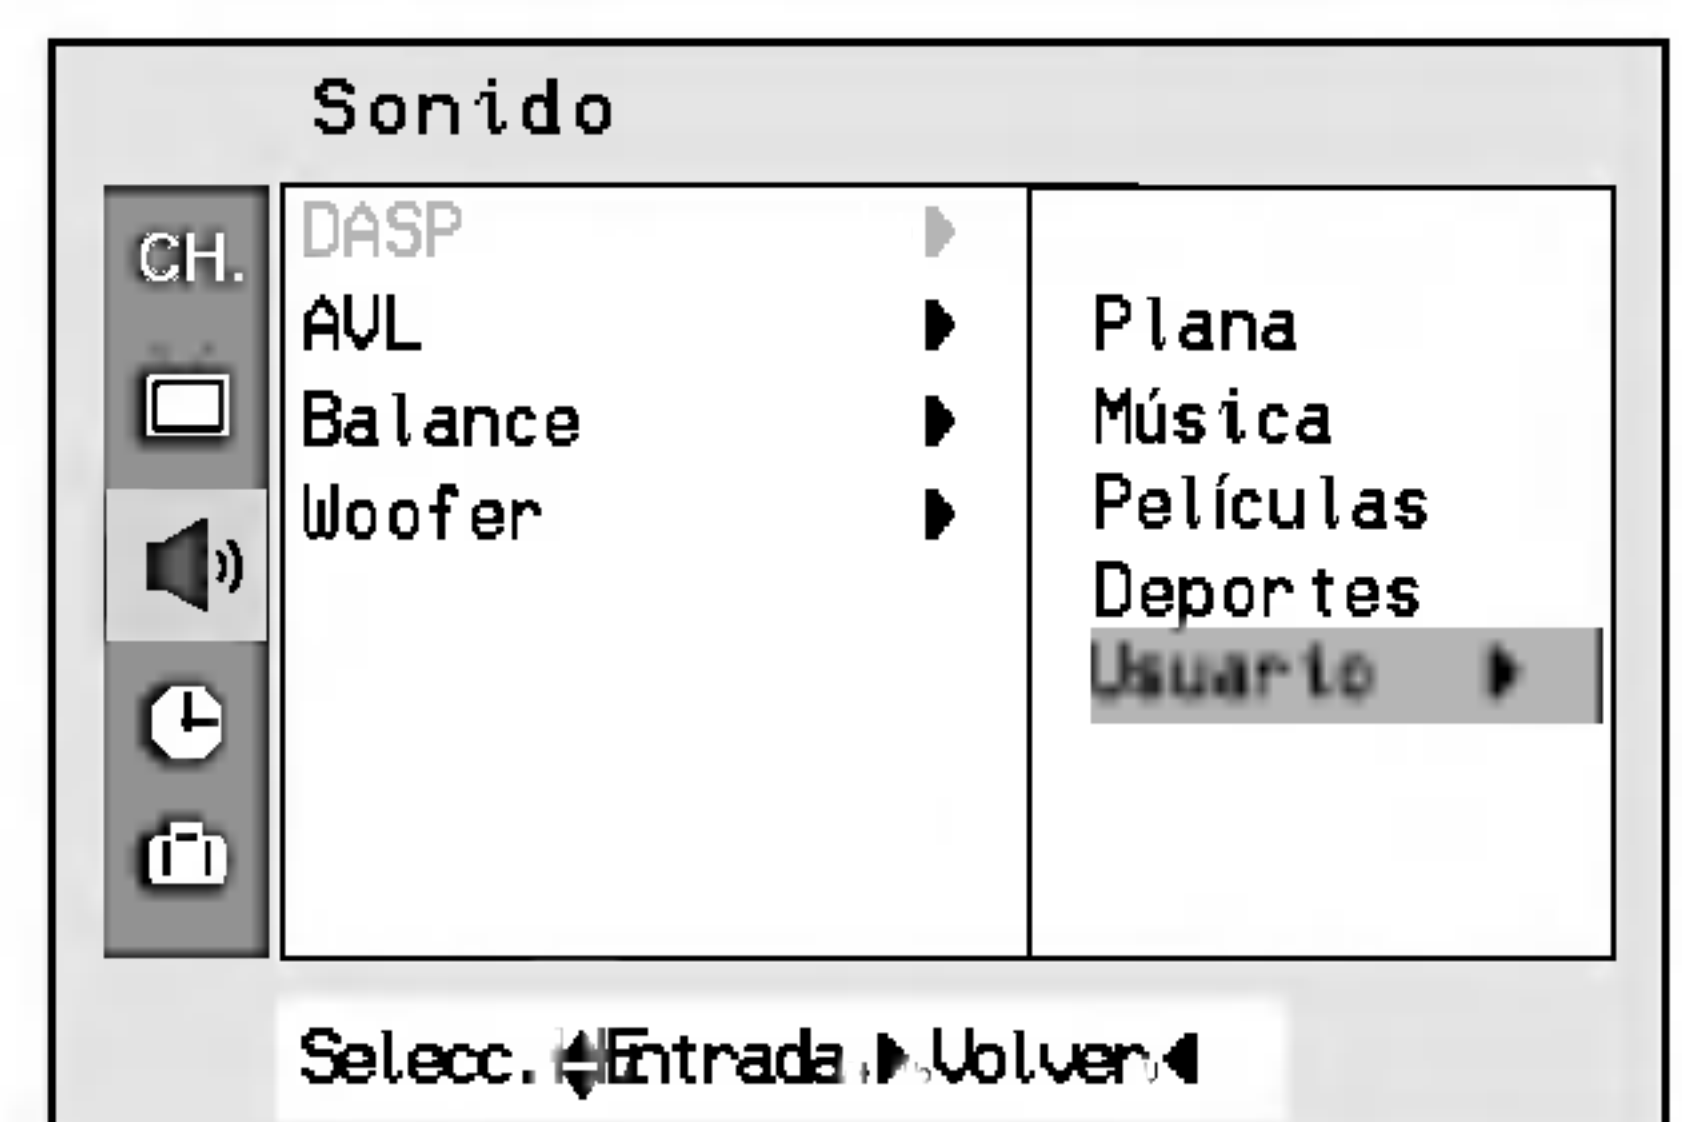 Sonido
CH.
DASP
AVL
Balance
Woofer
Plana
Música
Películas
Deportes
Usuario
Selecc. Entrada Volver